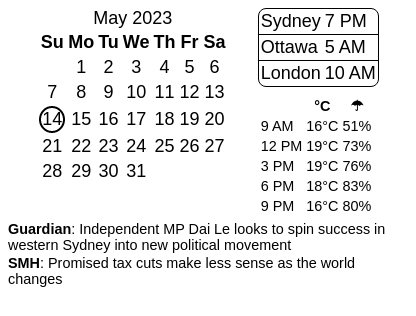 May 2023
Su Mo Tu We Th Fr Sa
1 2 3 4 5 6
7 8 9 10 11 12 13
14 15 16 17 18 19 20
21 22 23 24 25 26 27
28 29 30 31
Sydney 7 PM
Ottawa 5 AM
London 10 AM
°C ☂
9 AM 16°C 51%
12 PM 19°C 73%
3 PM 19°C 76%
6 PM 18°C 83%
9 PM 16°C 80%
Guardian: Independent MP Dai Le looks to spin success in
western Sydney into new political movement
SMH: Promised tax cuts make less sense as the world
changes